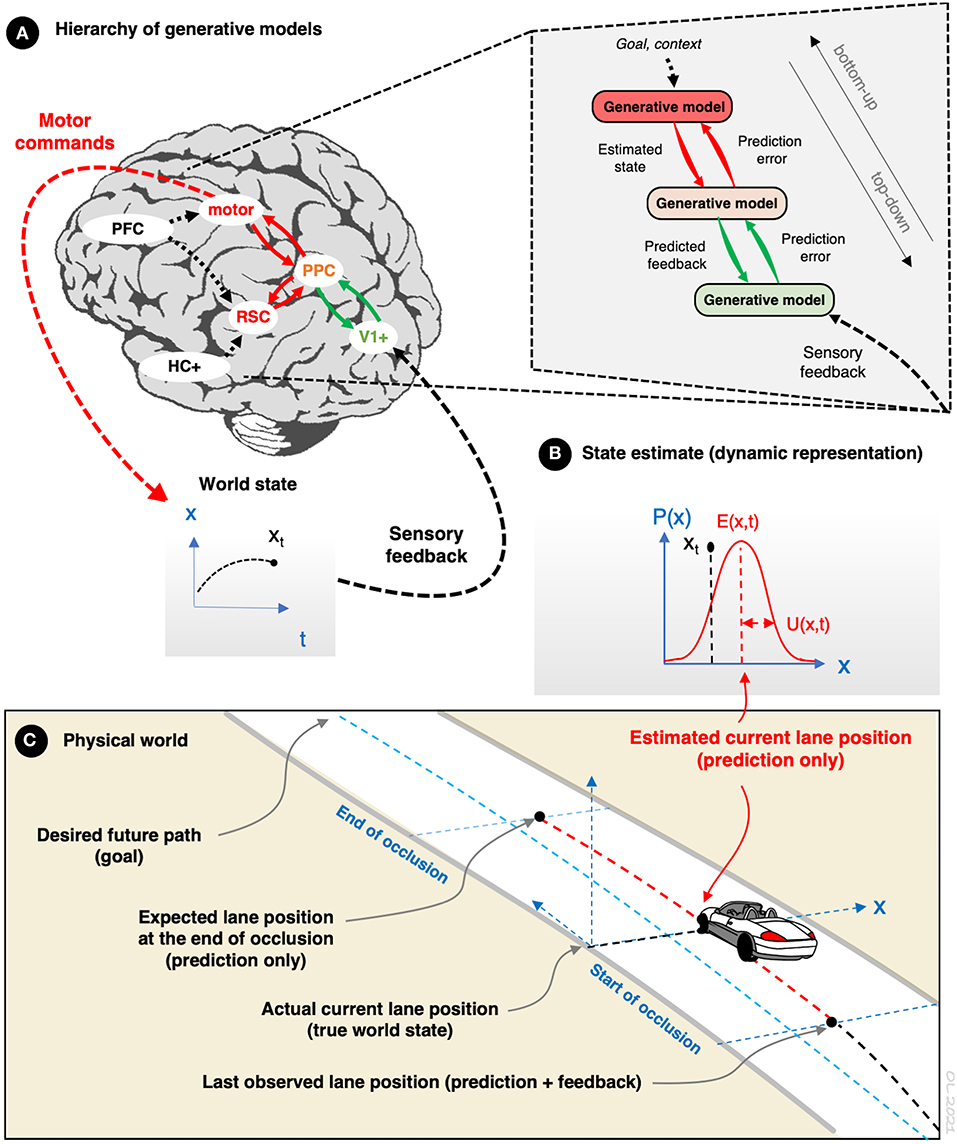 A
Hierarchy of generative models
Goal, context
bottom-up
top-down
Generative model
Estimated
state
Prediction
error
Generative model
Predicted
feedback
Prediction
error
Generative model
Sensory
feedback
Motor
commands
motor
PFC
PPC
RSC
V1+
HC+
World state
x
xt
t
Sensory
feedback
B
State estimate (dynamic representation)
P(x)
E(x,t)
xt
U(x,t)
x
C
Physical world
Estimated current lane position
(prediction only)
Desired future path
(goal)
End of occlusion
Expected lane position
at the end of occlusion
(prediction only)
x
Actual current lane position
(true world state)
Start of occlusion
Last observed lane position (prediction + feedback)
OL 2021